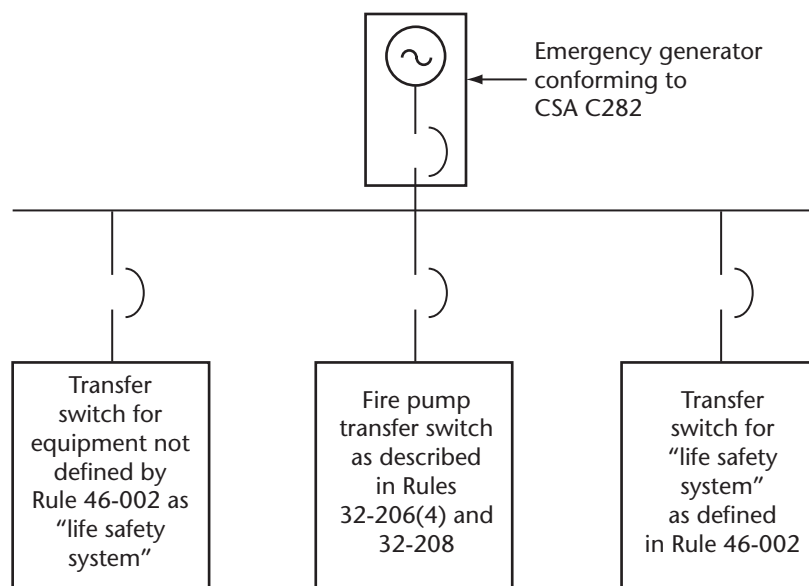 Emergency generator
conforming to
CSA C282
Transfer
switch for
equipment not
defined by
Rule 46-002 as
“life safety
system”
Fire pump
transfer switch
as described
in Rules
32-206(4) and
32-208
Transfer
switch for
“life safety
system”
as defined
in Rule 46-002